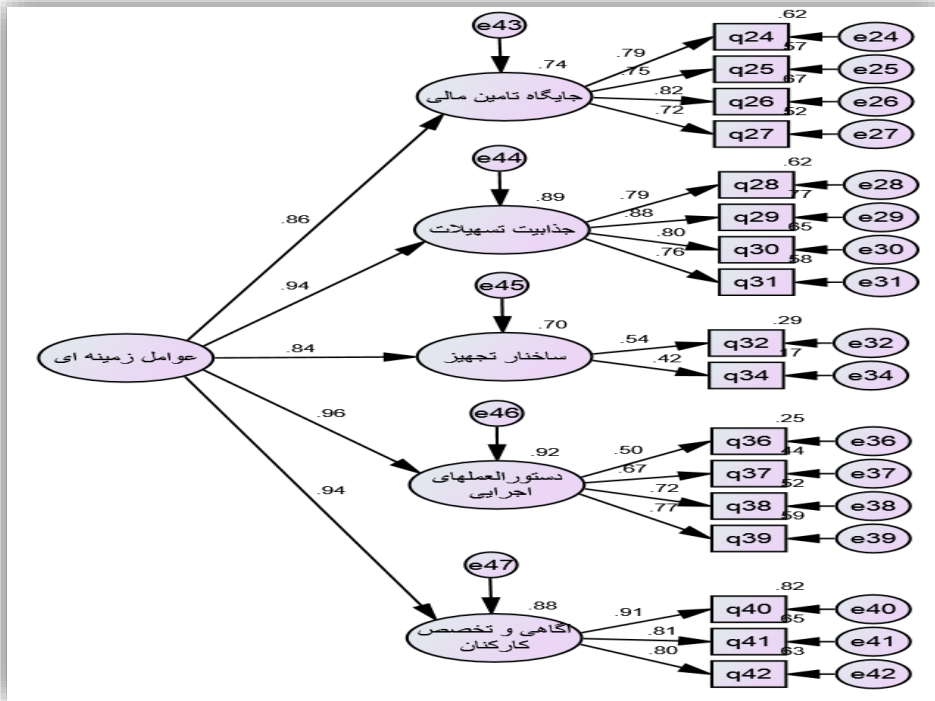 e43
.62
.74
.79
q24
e24
.57
.75
q25
e25
جایگاه تامین مالی
.67
.82
q26
e26
.52
.72
q27
e27
e44
.62
.89
.79
q28
e28
.86
.77
.88
q29
e29
جذابیت تسهیلات
.65
.80
q30
e30
.58
.76
q31
e31
.94
e45
.29
.70
.54
q32
e32
عوامل زمینه ای
.84
ساختار تجهیز
.17
.42
q34
e34
e46
.25
.96
.92
.50
q36
e36
.44
.67
q37
e37
دستورالعملهای
اجرایی
.52
.72
q38
e38
.94
.59
.77
q39
e39
e47
.82
.88
.91
q40
e40
.65
آگاهی و تخصص
کارکنان
.81
q41
e41
.63
.80
q42
e42